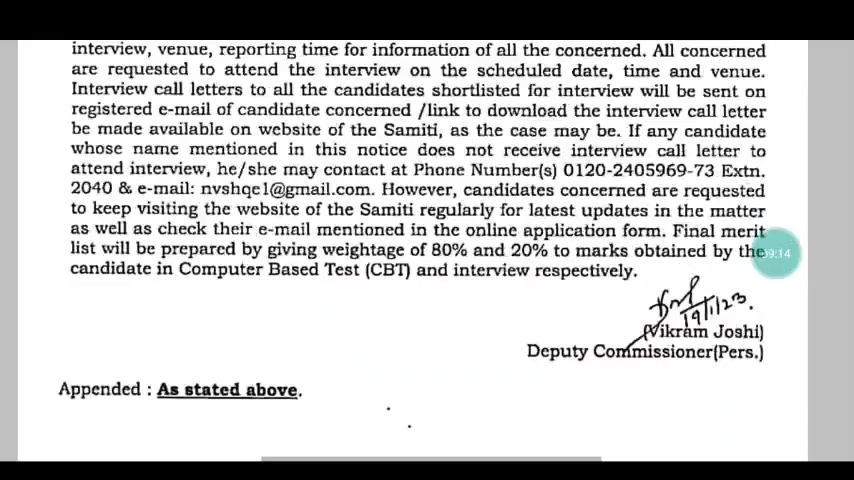 interview, venue, reporting time for information of all the concerned. All concerned
are requested to attend the interview on the scheduled date, time and venue.
Interview call letters to all the candidates shortlisted for interview will be sent on
registered e-mail of candidate concerned /link to download the interview call letter
be made available on website of the Samiti, as the case may be. If any candidate
whose name mentioned in this notice does not receive interview call letter to
attend interview, he/she may contact at Phone Number(s) 0120-2405969-73 Extn.
2040 & e-mail: nvshqe1@gmail.com. However, candidates concerned are requested
to keep visiting the website of the Samiti regularly for latest updates in the matter
as well as check their e-mail mentioned in the online application form. Final merit
list will be prepared by giving weightage of 80% and 20% to marks obtained by the
09:14
candidate in Computer Based Test (CBT) and interview respectively.
19/1/23.
(Vikram Joshi)
Deputy Commissioner(Pers.)
Appended : As stated above.